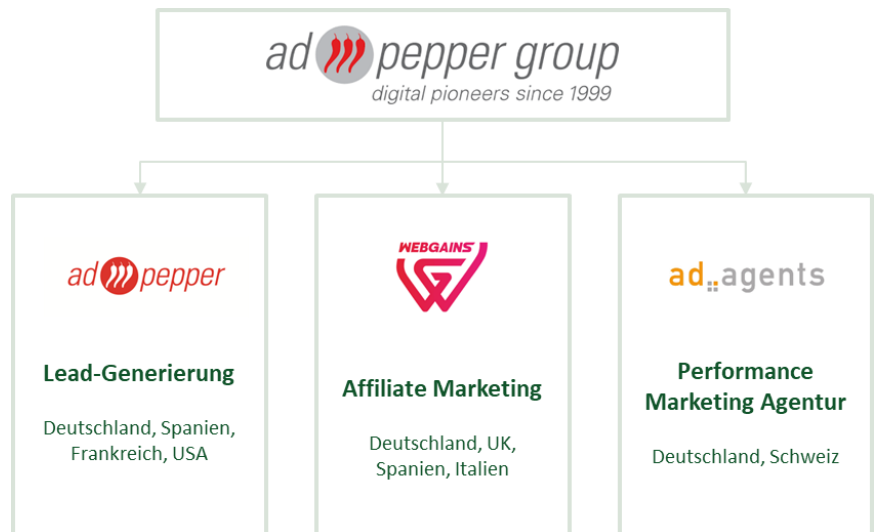 ad pepper group
digital pioneers since 1999
ad pepper
Lead-Generierung
Deutschland, Spanien,
Frankreich, USA
WEBGAINS
Affiliate Marketing
Deutschland, UK,
Spanien, Italien
ad agents
Performance
Marketing Agentur
Deutschland, Schweiz